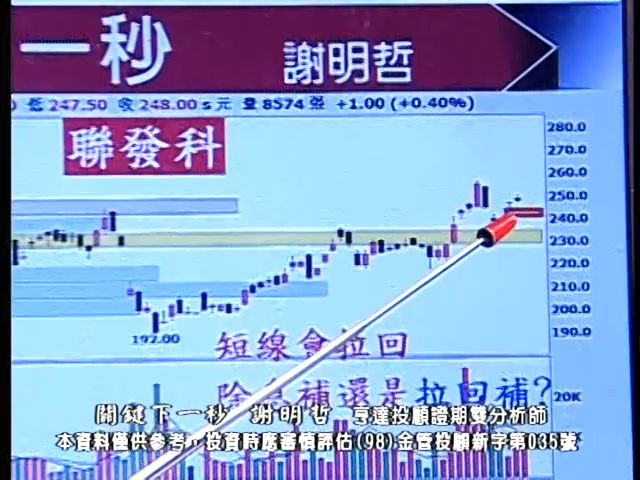 一秒 謝明哲
低 247.50 收 248.00 s 元 量 8574 張 +1.00 (+0.40%)
聯發科
280.0
270.0
260.0
250.0
240.0
230.0
220.0
210.0
200.0
190.0
192.00
短線會拉回
除息補還是拉回補?
20K
關鍵下一秒 謝明哲 亨達投顧證期雙分析師
本資料僅供參考，投資時應審慎評估(98)金管投顧新字第035號